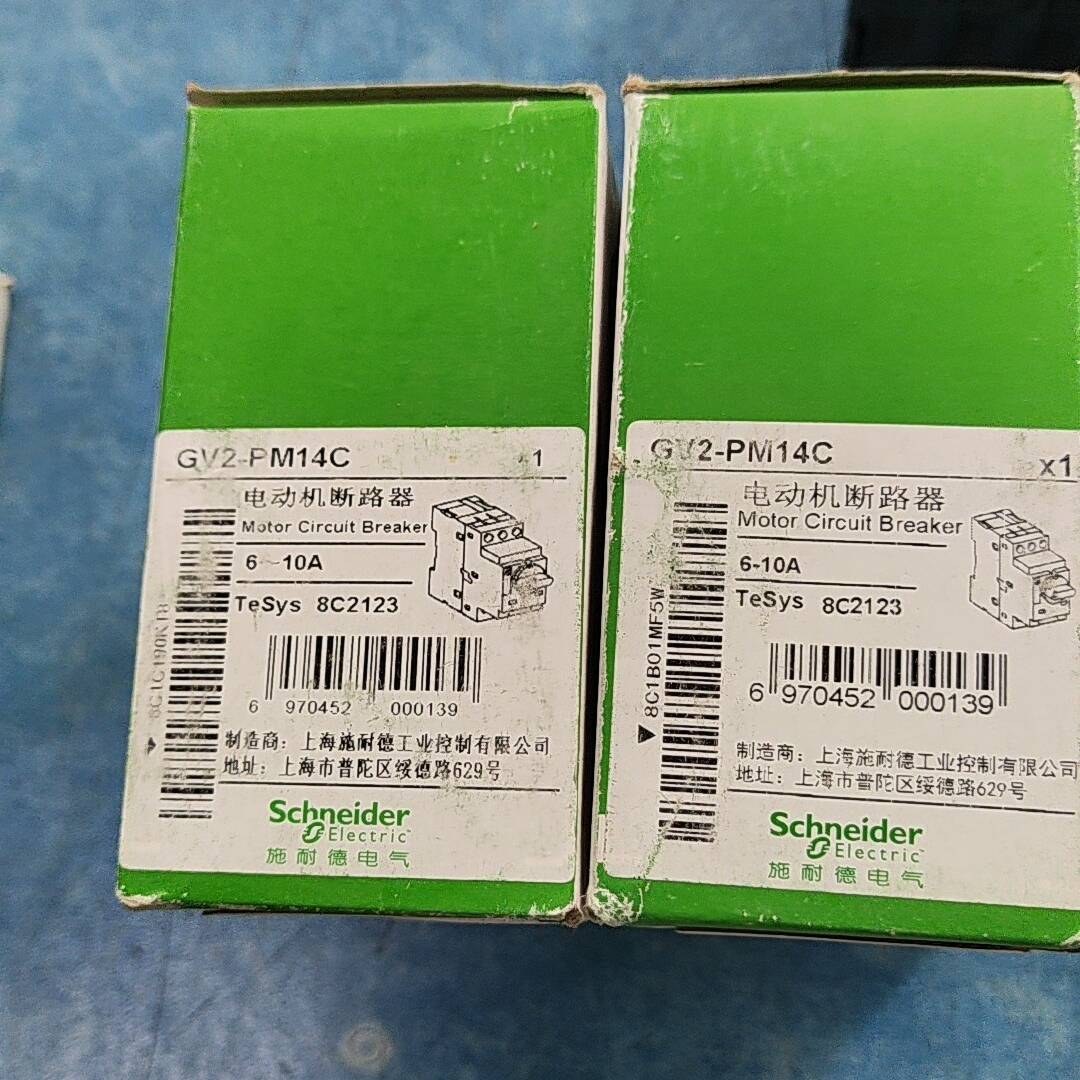 GV2-PM14C
1
电动机断路器
Motor Circuit Breaker
6~10A
TeSys 8C2123
6 970452 000139
制造商：上海施耐德工业控制有限公司
地址：上海市普陀区绥德路629号
Schneider
Electric
施耐德电气
GV2-PM14C
x1
电动机断路器
Motor Circuit Breaker
6-10A
TeSys 8C2123
8C1B01MF5W
6 970452 000139
制造商：上海施耐德工业控制有限公司
地址：上海市普陀区绥德路629号
Schneider
Electric
施耐德电气